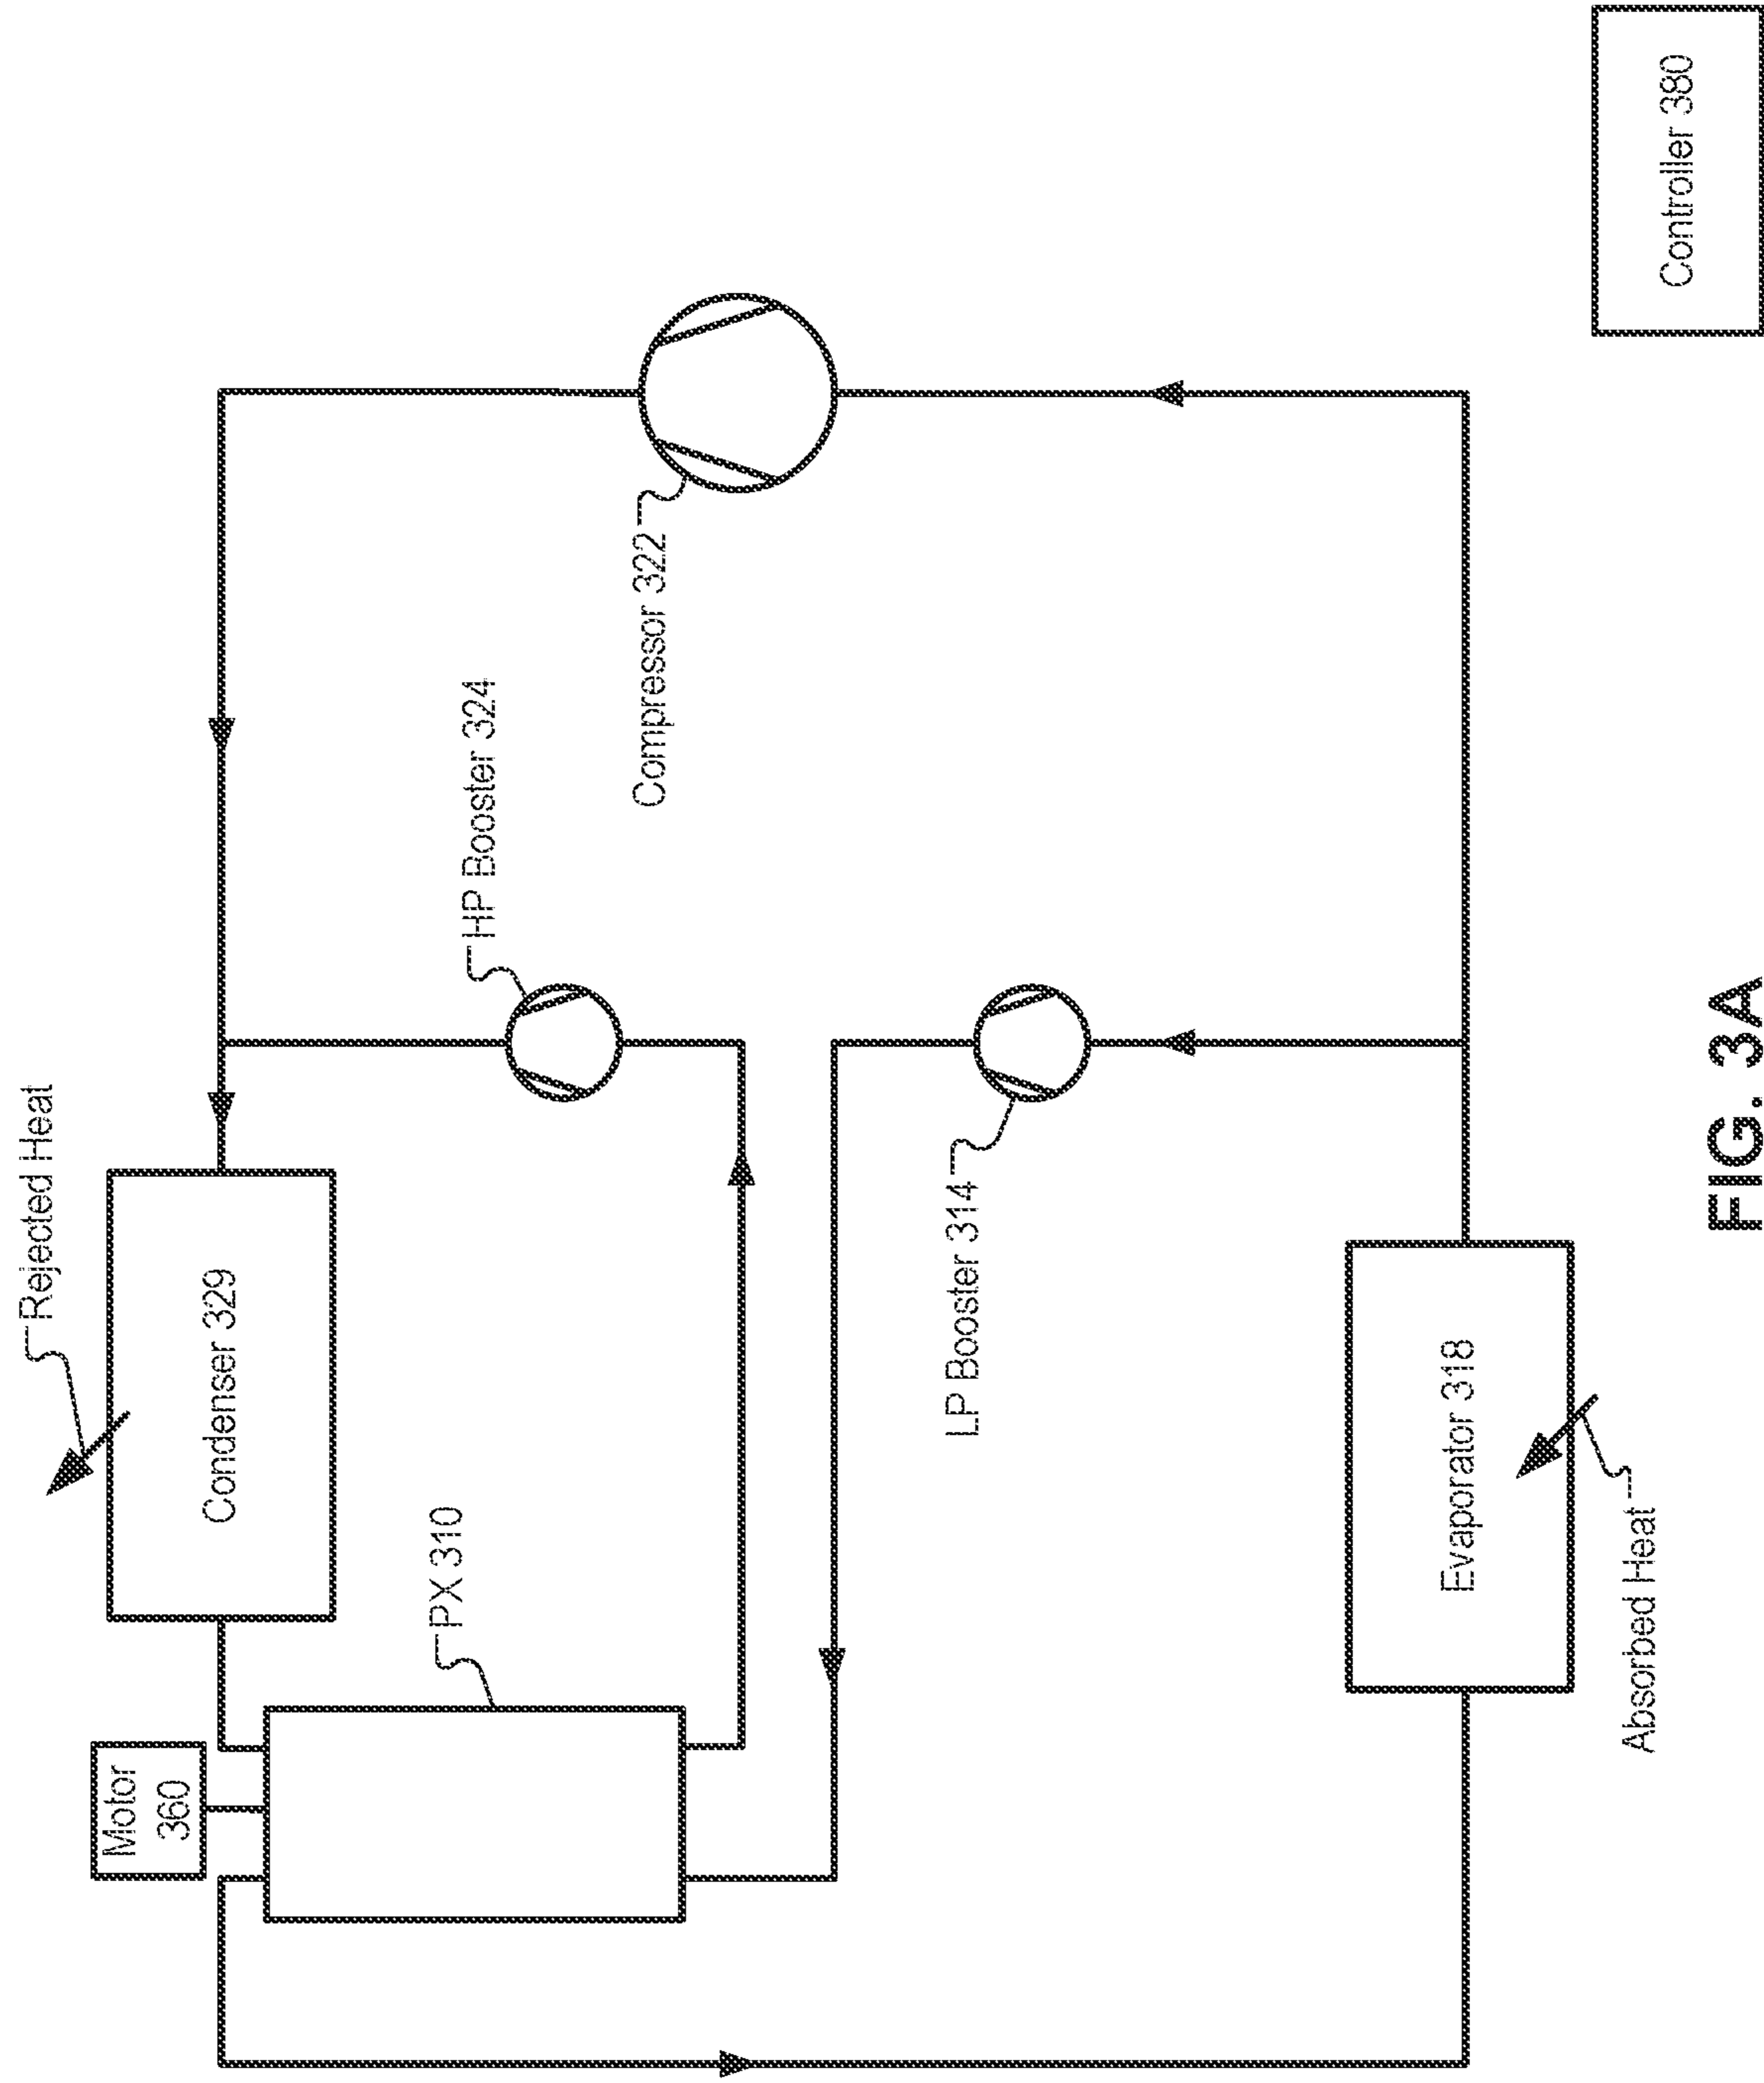 Rejected Heat
Motor
360
Condenser 329
PX 310
HP Booster 324
Compressor 322
LP Booster 314
Evaporator 318
Absorbed Heat
Controller 380
FIG. 3A